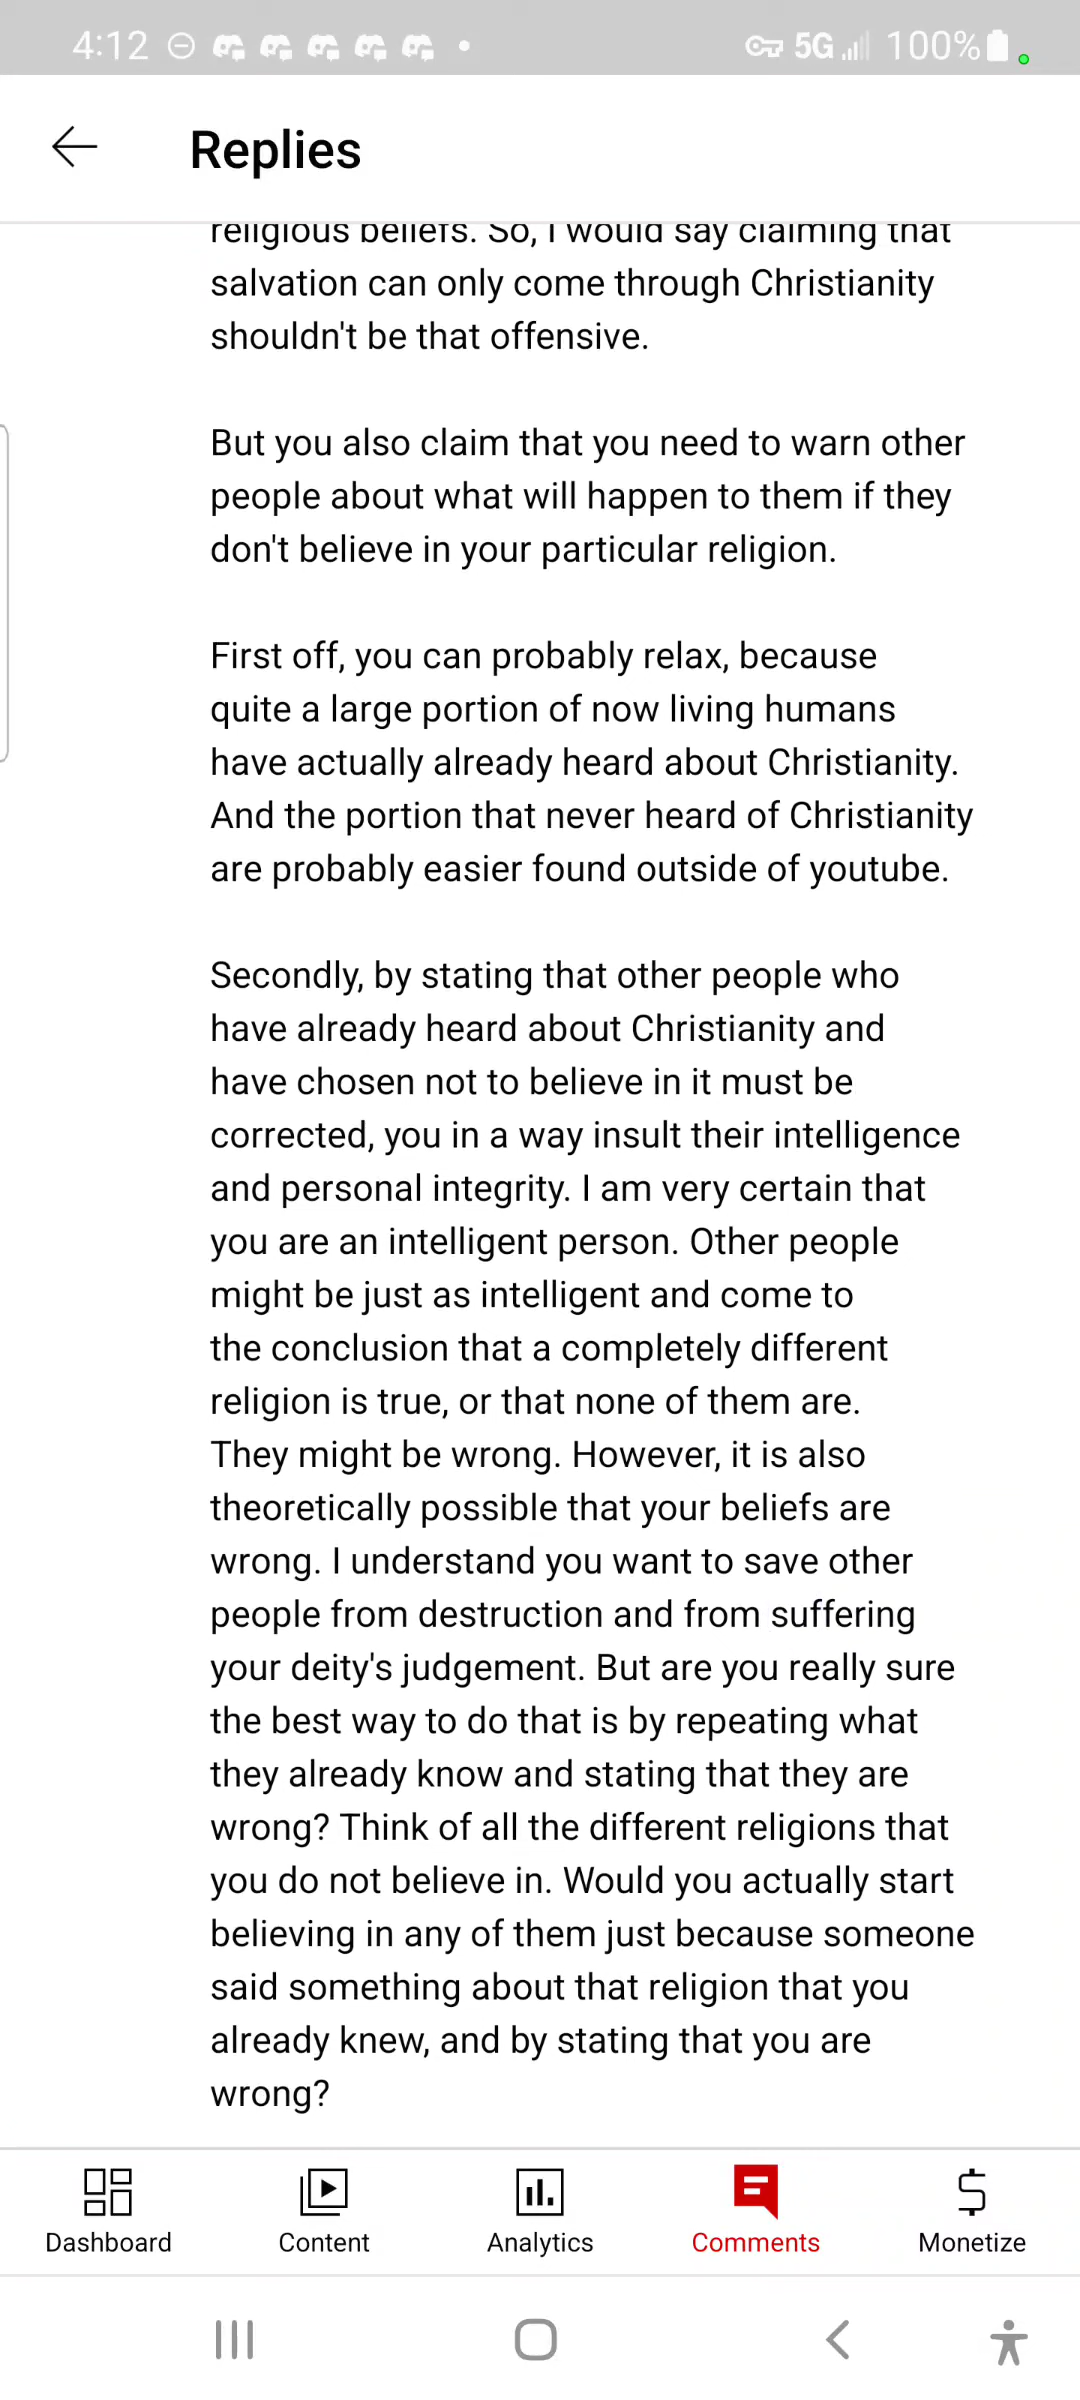 4:12
5G
100%
Replies
religious beliefs. So, I would say claiming that
salvation can only come through Christianity
shouldn't be that offensive.
But you also claim that you need to warn other
people about what will happen to them if they
don't believe in your particular religion.
First off, you can probably relax, because
quite a large portion of now living humans
have actually already heard about Christianity.
And the portion that never heard of Christianity
are probably easier found outside of youtube.
Secondly, by stating that other people who
have already heard about Christianity and
have chosen not to believe in it must be
corrected, you in a way insult their intelligence
and personal integrity. I am very certain that
you are an intelligent person. Other people
might be just as intelligent and come to
the conclusion that a completely different
religion is true, or that none of them are.
They might be wrong. However, it is also
theoretically possible that your beliefs are
wrong. I understand you want to save other
people from destruction and from suffering
your deity's judgement. But are you really sure
the best way to do that is by repeating what
they already know and stating that they are
wrong? Think of all the different religions that
you do not believe in. Would you actually start
believing in any of them just because someone
said something about that religion that you
already knew, and by stating that you are
wrong?
Dashboard
Content
Analytics
Comments
Monetize